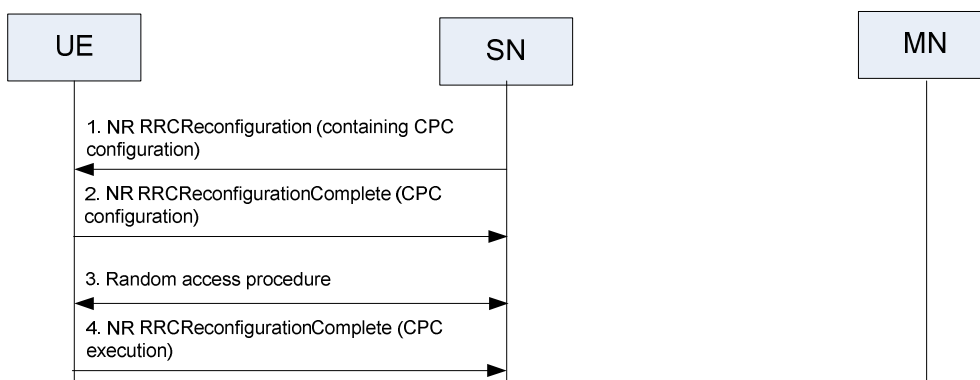 UE
SN
MN
1. NR RRCReconfiguration (containing CPC
configuration)
2. NR RRCReconfigurationComplete (CPC
configuration)
3. Random access procedure
4. NR RRCReconfigurationComplete (CPC
execution)